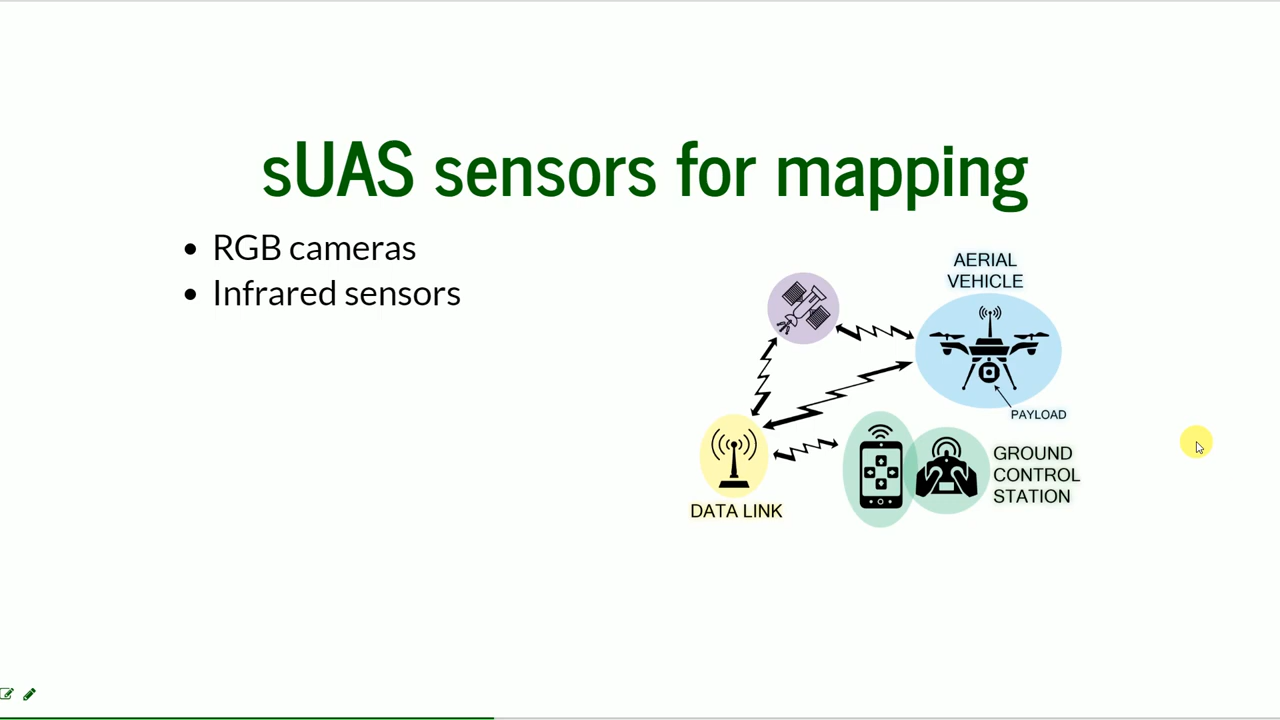 sUAS sensors for mapping
RGB cameras
Infrared sensors
AERIAL
VEHICLE
PAYLOAD
GROUND
CONTROL
STATION
DATA LINK